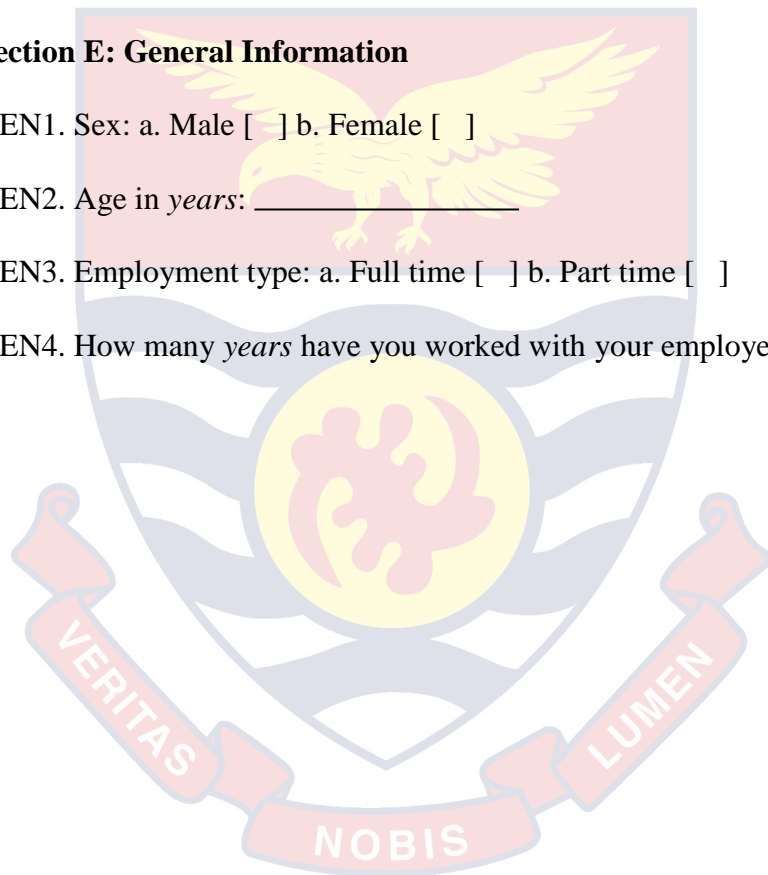 ection E: General Information
EN1. Sex: a. Male [ ] b. Female [ ]
EN2. Age in years: ________________
EN3. Employment type: a. Full time [ ] b. Part time [ ]
EN4. How many years have you worked with your employe
VERITAS
NOBIS
LUMEN